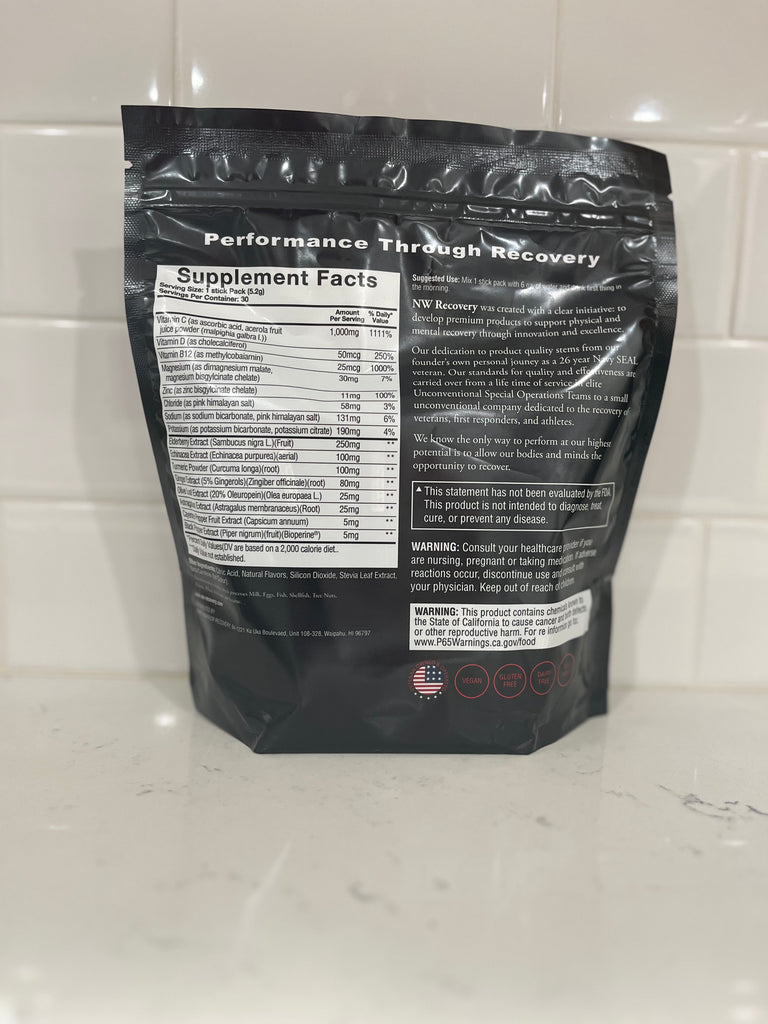 Performance Through Recovery
Supplement Facts
Serving Size: 1 stick Pack (5.2g)
Servings Per Container: 30
Amount Per Serving
% Daily* Value
Vitamin C (as ascorbic acid, acerola fruit
juice powder (malpighia galbra l.)) 1,000mg 1111%
Vitamin D (as cholecalciferol)
Vitamin B12 (as methylcobalamin) 50mcg 250%
Magnesium (as dimagnesium malate, 25mcg 1000%
magnesium bisglycinate chelate) 30mg 7%
Zinc (as zinc bisglycinate chelate) 11mg 100%
Chloride (as pink himalayan salt) 58mg 3%
Sodium (as sodium bicarbonate, pink himalayan salt) 131mg 6%
Potassium (as potassium bicarbonate, potassium citrate) 190mg 4%
Elderberry Extract (Sambucus nigra L.)(Fruit) 250mg **
Echinacea Extract (Echinacea purpurea)(aerial) 100mg **
Turmeric Powder (Curcuma longa)(root) 100mg **
Extract (5% Gingerols)(Zingiber officinale)(root) 80mg **
Extract (20% Oleuropein)(Olea europaea L.) 25mg **
Extract (Astragalus membranaceus)(Root) 25mg **
Pepper Fruit Extract (Capsicum annuum) 5mg **
Black Extract (Piper nigrum)(fruit)(Bioperine®) 5mg **
*Percent Daily Values(DV are based on a 2,000 calorie diet..
**Daily Value not established.
Acid, Natural Flavors, Silicon Dioxide, Stevia Leaf Extract,
processes Milk, Eggs, Fish, Shellfish, Tree Nuts.
RECOVERY Ka Uka Boulevard, Unit 108-328, Waipahu, HI 96797
Suggested Use: Mix 1 stick pack with 6 oz of water and drink first thing in
the morning.
NW Recovery was created with a clear initiative: to
develop premium products to support physical and
mental recovery through innovation and excellence.
Our dedication to product quality stems from our
founder's own personal journey as a 26 year Navy SEAL
veteran. Our standards for quality and effectiveness are
carried over from a life time of service in elite
Unconventional Special Operations Teams to a small
unconventional company dedicated to the recovery of
veterans, first responders, and athletes.
We know the only way to perform at our highest
potential is to allow our bodies and minds the
opportunity to recover.
▲ This statement has not been evaluated by the FDA.
This product is not intended to diagnose, treat,
cure, or prevent any disease.
WARNING: Consult your healthcare provider if you
are nursing, pregnant or taking medication. If adverse
reactions occur, discontinue use and consult with
your physician. Keep out of reach of children.
WARNING: This product contains chemicals known to
the State of California to cause cancer and birth defects,
or other reproductive harm. For re information go to:
www.P65Warnings.ca.gov/food
VEGAN
GLUTEN FREE
DAIRY FREE